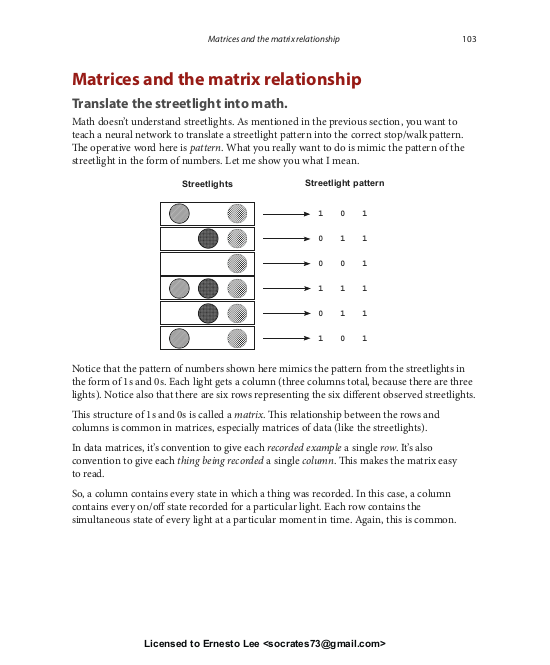 Matrices and the matrix relationship 103
Matrices and the matrix relationship
Translate the streetlight into math.
Math doesn't understand streetlights. As mentioned in the previous section, you want to
teach a neural network to translate a streetlight pattern into the correct stop/walk pattern.
The operative word here is pattern. What you really want to do is mimic the pattern of the
streetlight in the form of numbers. Let me show you what I mean.
Streetlights Streetlight pattern
1 0 1
0 1 1
0 0 1
1 1 1
0 1 1
1 0 1
Notice that the pattern of numbers shown here mimics the pattern from the streetlights in
the form of 1s and 0s. Each light gets a column (three columns total, because there are three
lights). Notice also that there are six rows representing the six different observed streetlights.
This structure of 1s and 0s is called a matrix. This relationship between the rows and
columns is common in matrices, especially matrices of data (like the streetlights).
In data matrices, it's convention to give each recorded example a single row. It's also
convention to give each thing being recorded a single column. This makes the matrix easy
to read.
So, a column contains every state in which a thing was recorded. In this case, a column
contains every on/off state recorded for a particular light. Each row contains the
simultaneous state of every light at a particular moment in time. Again, this is common.
Licensed to Ernesto Lee <socrates73@gmail.com>